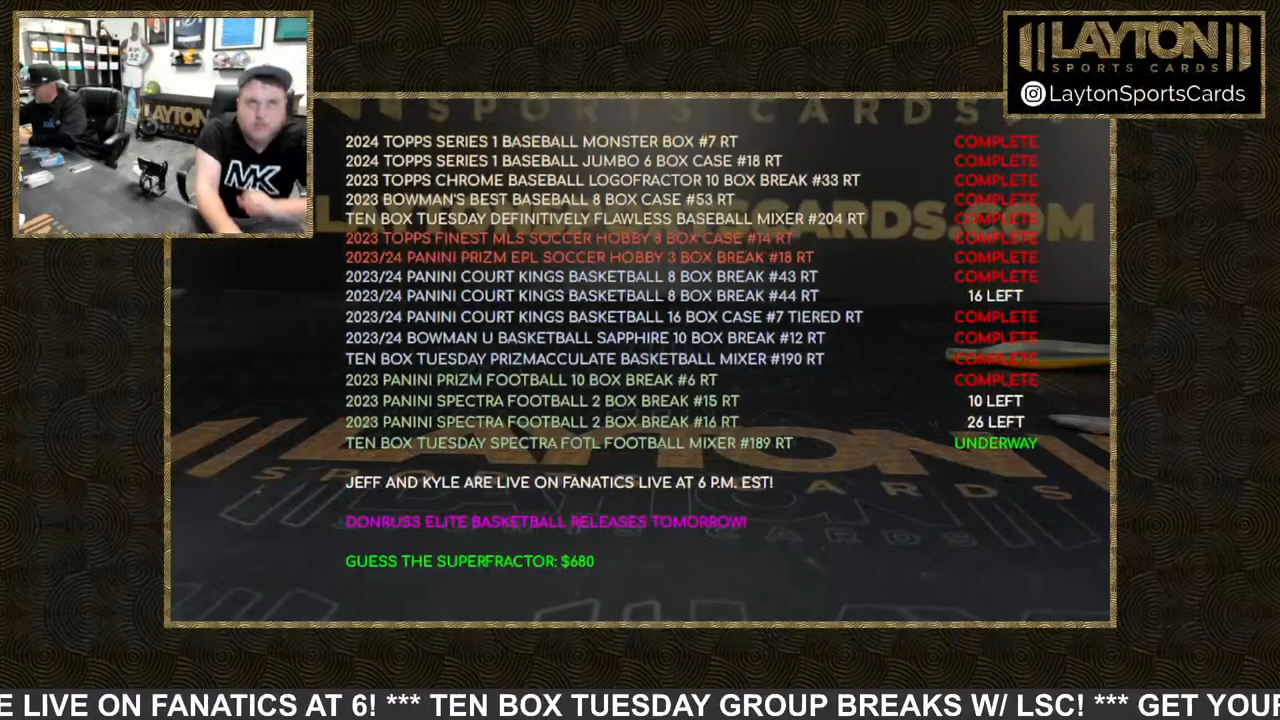 LAYTON
SPORTS CARDS
LaytonSportsCards
SPORTS CARDS
2024 TOPPS SERIES 1 BASEBALL MONSTER BOX #7 RT COMPLETE
2024 TOPPS SERIES 1 BASEBALL JUMBO 6 BOX CASE #18 RT COMPLETE
2023 TOPPS CHROME BASEBALL LOGOFRACTOR 10 BOX BREAK #33 RT COMPLETE
2023 BOWMAN'S BEST BASEBALL 8 BOX CASE #53 RT COMPLETE
TEN BOX TUESDAY DEFINITIVELY FLAWLESS BASEBALL MIXER #204 RT COMPLETE
2023 TOPPS FINEST MLS SOCCER HOBBY 8 BOX CASE #14 RT COMPLETE
2023/24 PANINI PRIZM EPL SOCCER HOBBY 3 BOX BREAK #18 RT COMPLETE
2023/24 PANINI COURT KINGS BASKETBALL 8 BOX BREAK #43 RT COMPLETE
2023/24 PANINI COURT KINGS BASKETBALL 8 BOX BREAK #44 RT 16 LEFT
2023/24 PANINI COURT KINGS BASKETBALL 16 BOX CASE #7 TIERED RT COMPLETE
2023/24 BOWMAN U BASKETBALL SAPPHIRE 10 BOX BREAK #12 RT COMPLETE
TEN BOX TUESDAY PRIZMACCULATE BASKETBALL MIXER #190 RT COMPLETE
2023 PANINI PRIZM FOOTBALL 10 BOX BREAK #6 RT COMPLETE
2023 PANINI SPECTRA FOOTBALL 2 BOX BREAK #15 RT 10 LEFT
2023 PANINI SPECTRA FOOTBALL 2 BOX BREAK #16 RT 26 LEFT
TEN BOX TUESDAY SPECTRA FOTL FOOTBALL MIXER #189 RT UNDERWAY
JEFF AND KYLE ARE LIVE ON FANATICS LIVE AT 6 P.M. EST!
DONRUSS ELITE BASKETBALL RELEASES TOMORROW!
GUESS THE SUPERFRACTOR: $680
LAYTON
MK
E LIVE ON FANATICS AT 6! *** TEN BOX TUESDAY GROUP BREAKS W/ LSC! *** GET YOUR